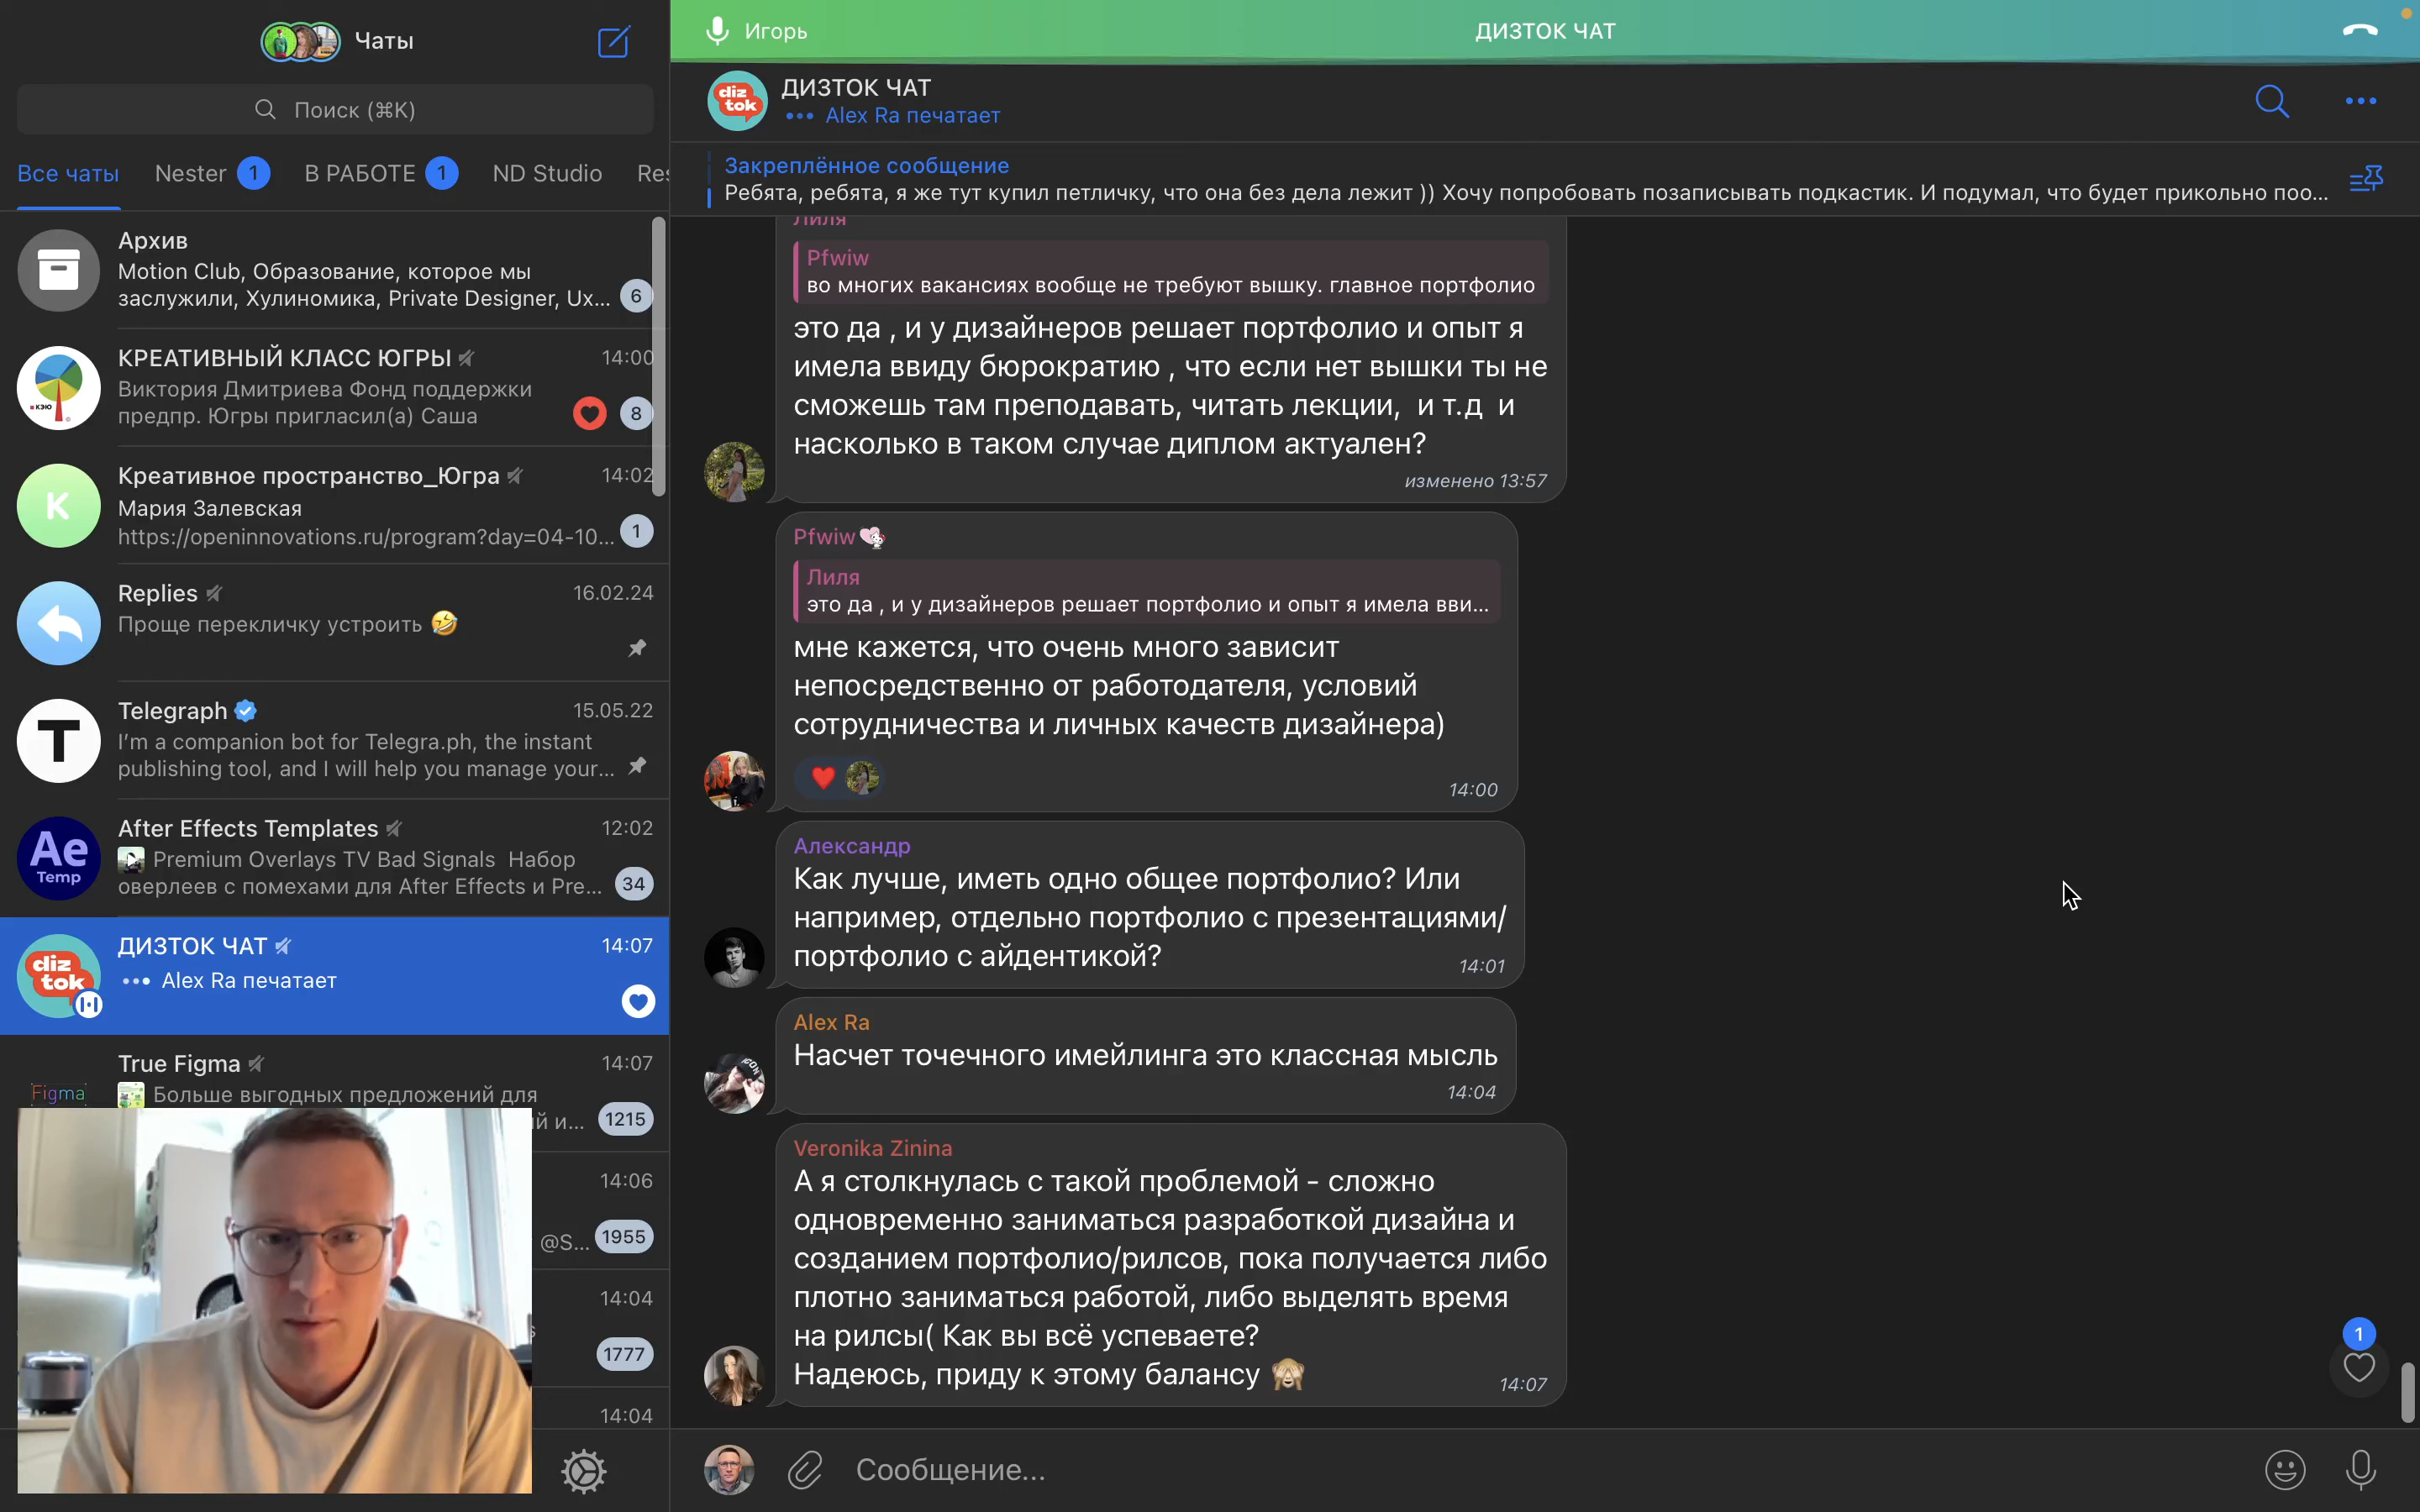 Чаты
Поиск (⌘K)
Все чаты
Nester 1
В РАБОТЕ 1
ND Studio
Res
Архив
Motion Club, Образование, которое мы
заслужили, Хулиномика, Private Designer, Ux...
6
КРЕАТИВНЫЙ КЛАСС ЮГРЫ
14:00
Виктория Дмитриева Фонд поддержки
предпр. Югры пригласил(а) Саша
8
КЭЮ
Креативное пространство_Югра
14:02
K
Мария Залевская
https://openinnovations.ru/program?day=04-10...
1
Replies
16.02.24
Проще перекличку устроить 🤣
Telegraph
15.05.22
T
I'm a companion bot for Telegra.ph, the instant
publishing tool, and I will help you manage your...
After Effects Templates
12:02
Ae
Temp
Premium Overlays TV Bad Signals Набор
оверлеев с помехами для After Effects и Pre...
34
ДИЗТОК ЧАТ
14:07
diz
tok
Alex Ra печатает
True Figma
14:07
Figma
Больше выгодных предложений для
й и...
1215
14:06
@S...
1955
14:04
1777
14:04
Игорь
ДИЗТОК ЧАТ
diz
tok
ДИЗТОК ЧАТ
Alex Ra печатает
Закреплённое сообщение
Ребята, ребята, я же тут купил петличку, что она без дела лежит )) Хочу попробовать позаписывать подкастик. И подумал, что будет прикольно поо...
Лиля
Pfwiw
во многих вакансиях вообще не требуют вышку. главное портфолио
это да , и у дизайнеров решает портфолио и опыт я
имела ввиду бюрократию , что если нет вышки ты не
сможешь там преподавать, читать лекции, и т.д и
насколько в таком случае диплом актуален?
изменено 13:57
Pfwiw
Лиля
это да , и у дизайнеров решает портфолио и опыт я имела вви...
мне кажется, что очень много зависит
непосредственно от работодателя, условий
сотрудничества и личных качеств дизайнера)
14:00
Александр
Как лучше, иметь одно общее портфолио? Или
например, отдельно портфолио с презентациями/
портфолио с айдентикой?
14:01
Alex Ra
Насчет точечного имейлинга это классная мысль
14:04
Veronika Zinina
А я столкнулась с такой проблемой - сложно
одновременно заниматься разработкой дизайна и
созданием портфолио/рилсов, пока получается либо
плотно заниматься работой, либо выделять время
на рилсы( Как вы всё успеваете?
Надеюсь, приду к этому балансу 🙈
14:07
1
Сообщение...